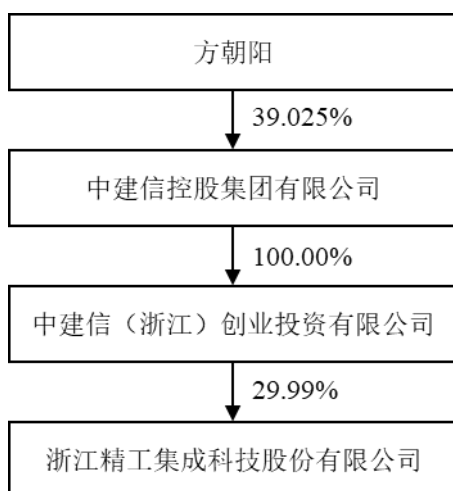 方朝阳
39.025%
中建信控股集团有限公司
100.00%
中建信（浙江）创业投资有限公司
29.99%
浙江精工集成科技股份有限公司